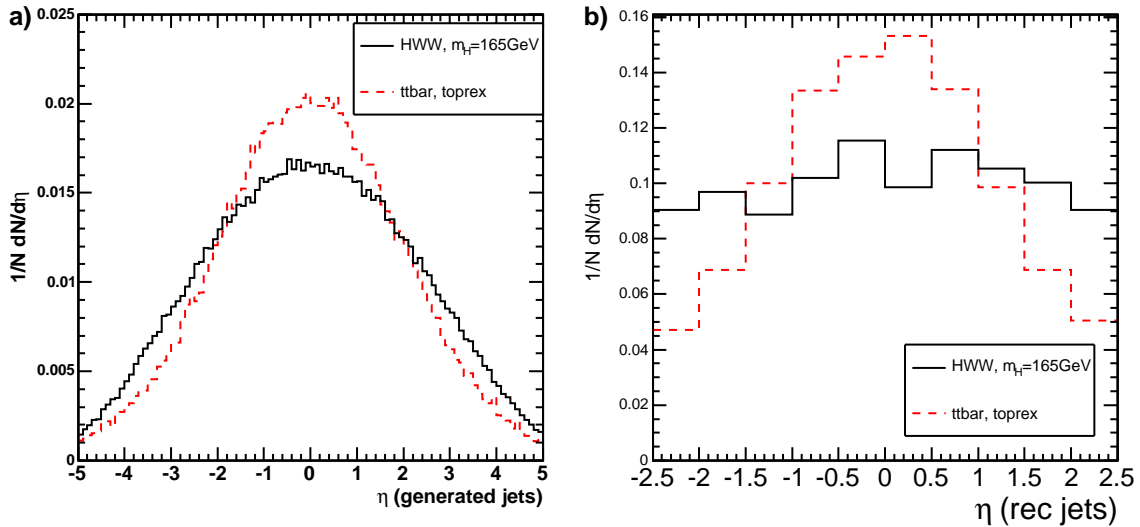 a)
HWW, m_H=165GeV
ttbar, toprex
1/N dN/dη
0.025
0.02
0.015
0.01
0.005
0
-5 -4 -3 -2 -1 0 1 2 3 4 5
η (generated jets)
b)
1/N dN/dη
0.16
0.14
0.12
0.1
0.08
0.06
0.04
0.02
0
HWW, m_H=165GeV
ttbar, toprex
-2.5 -2 -1.5 -1 -0.5 0 0.5 1 1.5 2 2.5
η (rec jets)